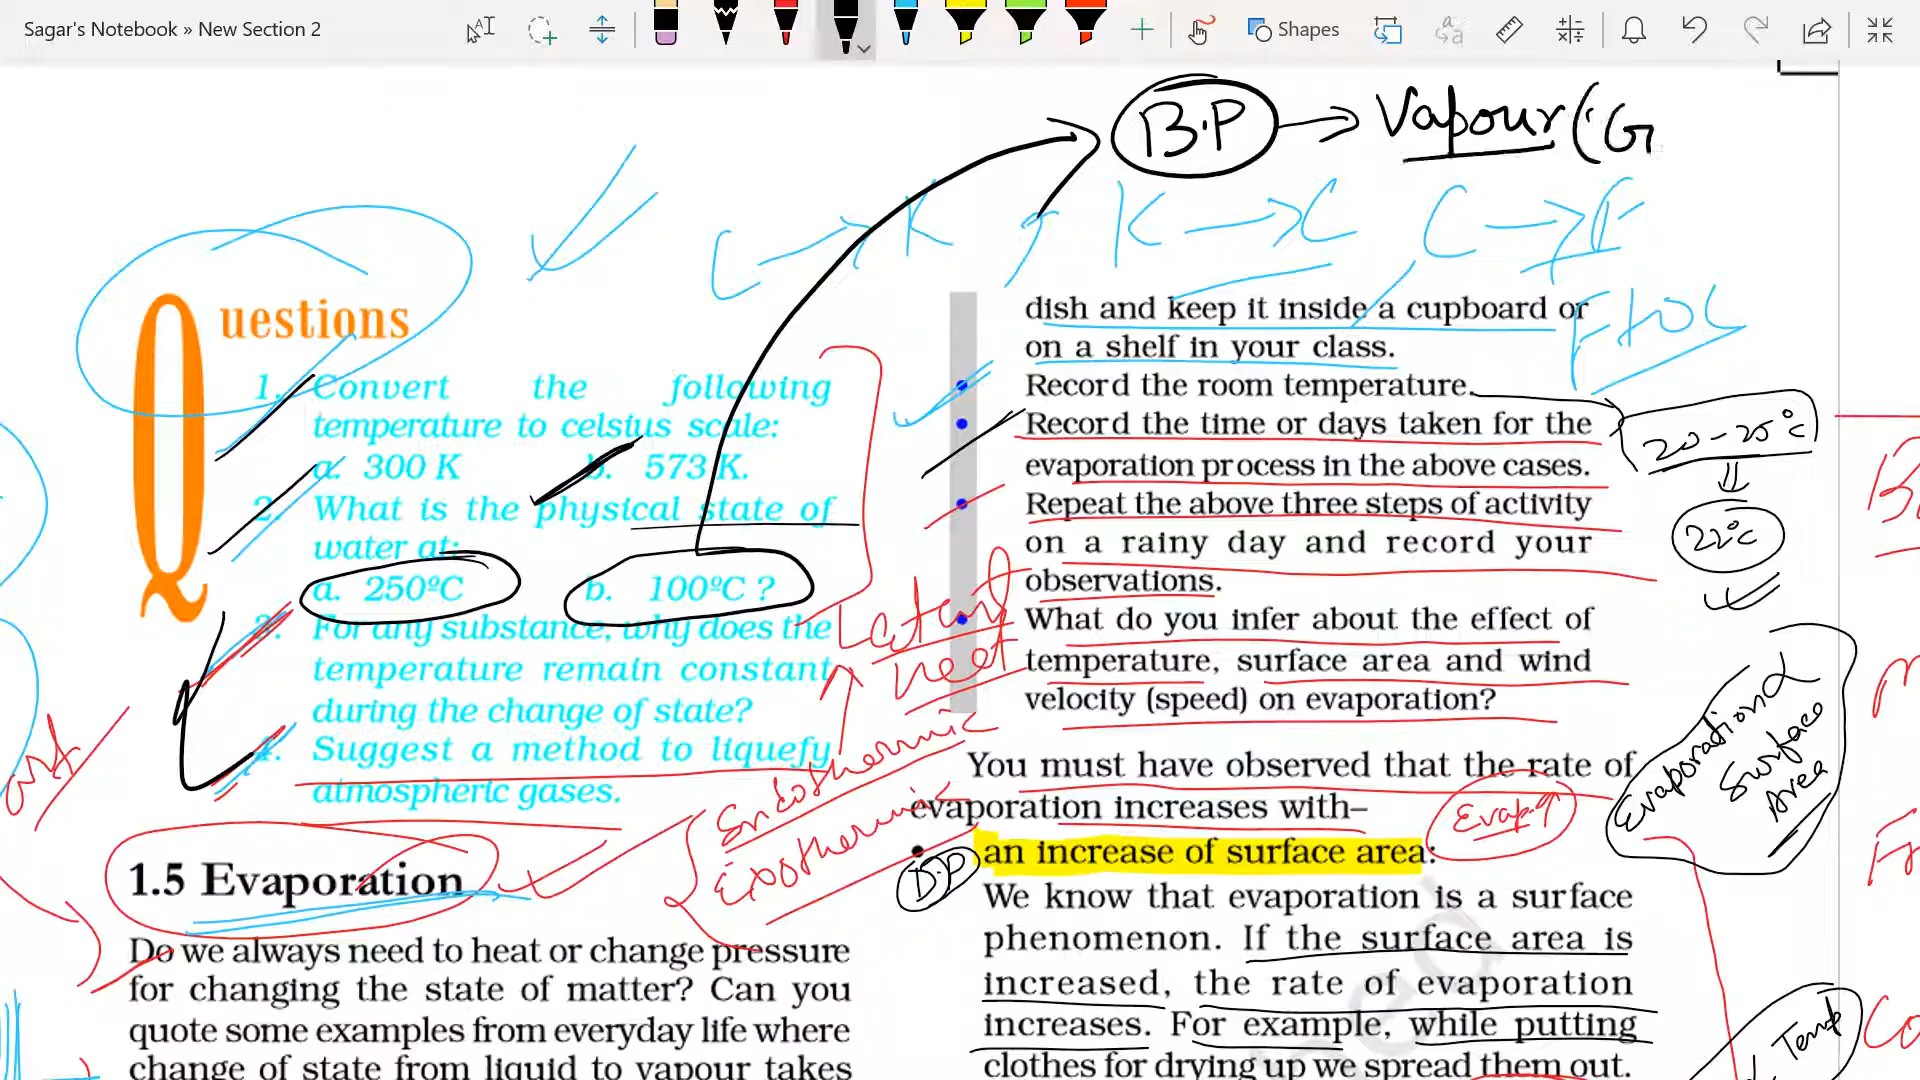 Sagar's Notebook » New Section 2
Shapes
B.P → Vapour (G
C → K , K → C , C → F
F to C
Questions
1. Convert the following
temperature to celsius scale:
a. 300 K b. 573 K.
2. What is the physical state of
water at:
a. 250ºC b. 100ºC ?
3. For any substance, why does the
temperature remain constant
during the change of state?
4. Suggest a method to liquefy
atmospheric gases.
Latent
heat
Endothermic
Exothermic
1.5 Evaporation
Do we always need to heat or change pressure
for changing the state of matter? Can you
quote some examples from everyday life where
change of state from liquid to vapour takes
dish and keep it inside a cupboard or
on a shelf in your class.
• Record the room temperature.
• Record the time or days taken for the
evaporation process in the above cases.
• Repeat the above three steps of activity
on a rainy day and record your
observations.
• What do you infer about the effect of
temperature, surface area and wind
velocity (speed) on evaporation?
20-25°C
22°C
You must have observed that the rate of
evaporation increases with–
• an increase of surface area:
B.P
Evap↑
We know that evaporation is a surface
phenomenon. If the surface area is
increased, the rate of evaporation
increases. For example, while putting
clothes for drying up we spread them out.
Evaporation α
Surface
Area
Temp